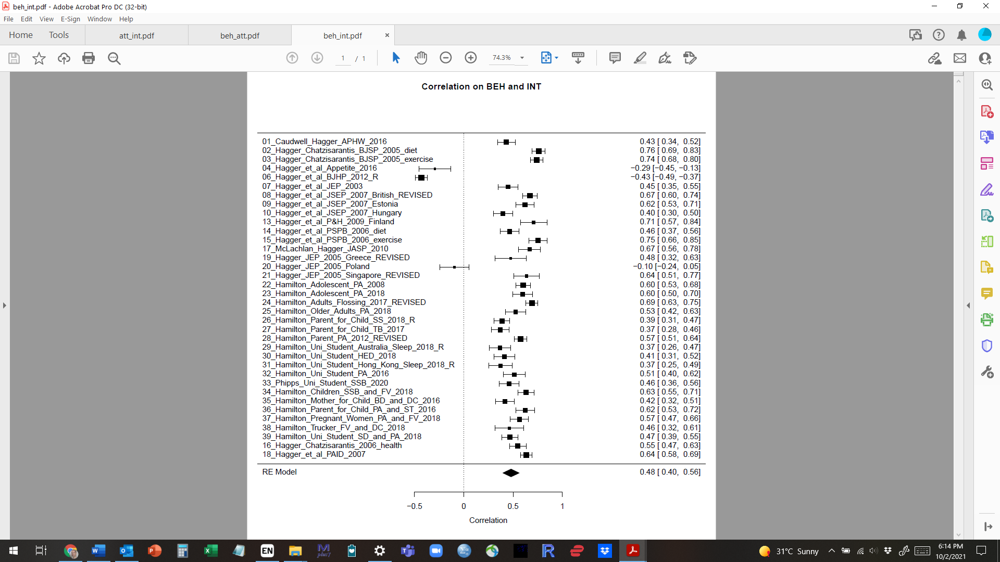 beh_int.pdf - Adobe Acrobat Pro DC (32-bit)
File Edit View E-Sign Window Help
Home Tools att_int.pdf beh_att.pdf beh_int.pdf ×
1 / 1 74.3%
Correlation on BEH and INT
01_Caudwell_Hagger_APHW_2016 0.43 [ 0.34, 0.52]
02_Hagger_Chatzisarantis_BJSP_2005_diet 0.76 [ 0.69, 0.83]
03_Hagger_Chatzisarantis_BJSP_2005_exercise 0.74 [ 0.68, 0.80]
04_Hagger_et_al_Appetite_2016 −0.29 [−0.45, −0.13]
06_Hagger_et_al_BJHP_2012_R −0.43 [−0.49, −0.37]
07_Hagger_et_al_JEP_2003 0.45 [ 0.35, 0.55]
08_Hagger_et_al_JSEP_2007_British_REVISED 0.67 [ 0.60, 0.74]
09_Hagger_et_al_JSEP_2007_Estonia 0.62 [ 0.53, 0.71]
10_Hagger_et_al_JSEP_2007_Hungary 0.40 [ 0.30, 0.50]
13_Hagger_et_al_P&H_2009_Finland 0.71 [ 0.57, 0.84]
14_Hagger_et_al_PSPB_2006_diet 0.46 [ 0.37, 0.56]
15_Hagger_et_al_PSPB_2006_exercise 0.75 [ 0.66, 0.85]
17_McLachlan_Hagger_JASP_2010 0.67 [ 0.56, 0.78]
19_Hagger_JEP_2005_Greece_REVISED 0.48 [ 0.32, 0.63]
20_Hagger_JEP_2005_Poland −0.10 [−0.24, 0.05]
21_Hagger_JEP_2005_Singapore_REVISED 0.64 [ 0.51, 0.77]
22_Hamilton_Adolescent_PA_2008 0.60 [ 0.53, 0.68]
23_Hamilton_Adolescent_PA_2018 0.60 [ 0.50, 0.70]
24_Hamilton_Adults_Flossing_2017_REVISED 0.69 [ 0.63, 0.75]
25_Hamilton_Older_Adults_PA_2018 0.53 [ 0.42, 0.63]
26_Hamilton_Parent_for_Child_SS_2018_R 0.39 [ 0.31, 0.47]
27_Hamilton_Parent_for_Child_TB_2017 0.37 [ 0.28, 0.46]
28_Hamilton_Parent_PA_2012_REVISED 0.57 [ 0.51, 0.64]
29_Hamilton_Uni_Student_Australia_Sleep_2018_R 0.37 [ 0.26, 0.47]
30_Hamilton_Uni_Student_HED_2018 0.41 [ 0.31, 0.52]
31_Hamilton_Uni_Student_Hong_Kong_Sleep_2018_R 0.37 [ 0.25, 0.49]
32_Hamilton_Uni_Student_PA_2016 0.51 [ 0.40, 0.62]
33_Phipps_Uni_Student_SSB_2020 0.46 [ 0.36, 0.56]
34_Hamilton_Children_SSB_and_FV_2018 0.63 [ 0.55, 0.71]
35_Hamilton_Mother_for_Child_BD_and_DC_2016 0.42 [ 0.32, 0.51]
36_Hamilton_Parent_for_Child_PA_and_ST_2016 0.62 [ 0.53, 0.72]
37_Hamilton_Pregnant_Women_PA_and_FV_2018 0.57 [ 0.47, 0.66]
38_Hamilton_Trucker_FV_and_DC_2018 0.46 [ 0.32, 0.61]
39_Hamilton_Uni_Student_SD_and_PA_2018 0.47 [ 0.39, 0.55]
16_Hagger_Chatzisarantis_2006_health 0.55 [ 0.47, 0.63]
18_Hagger_et_al_PAID_2007 0.64 [ 0.58, 0.69]
RE Model 0.48 [ 0.40, 0.56]
−0.5 0 0.5 1
Correlation
EN
31°C Sunny
6:14 PM
10/2/2021